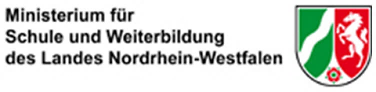 Ministerium für
Schule und Weiterbildung
des Landes Nordrhein-Westfalen